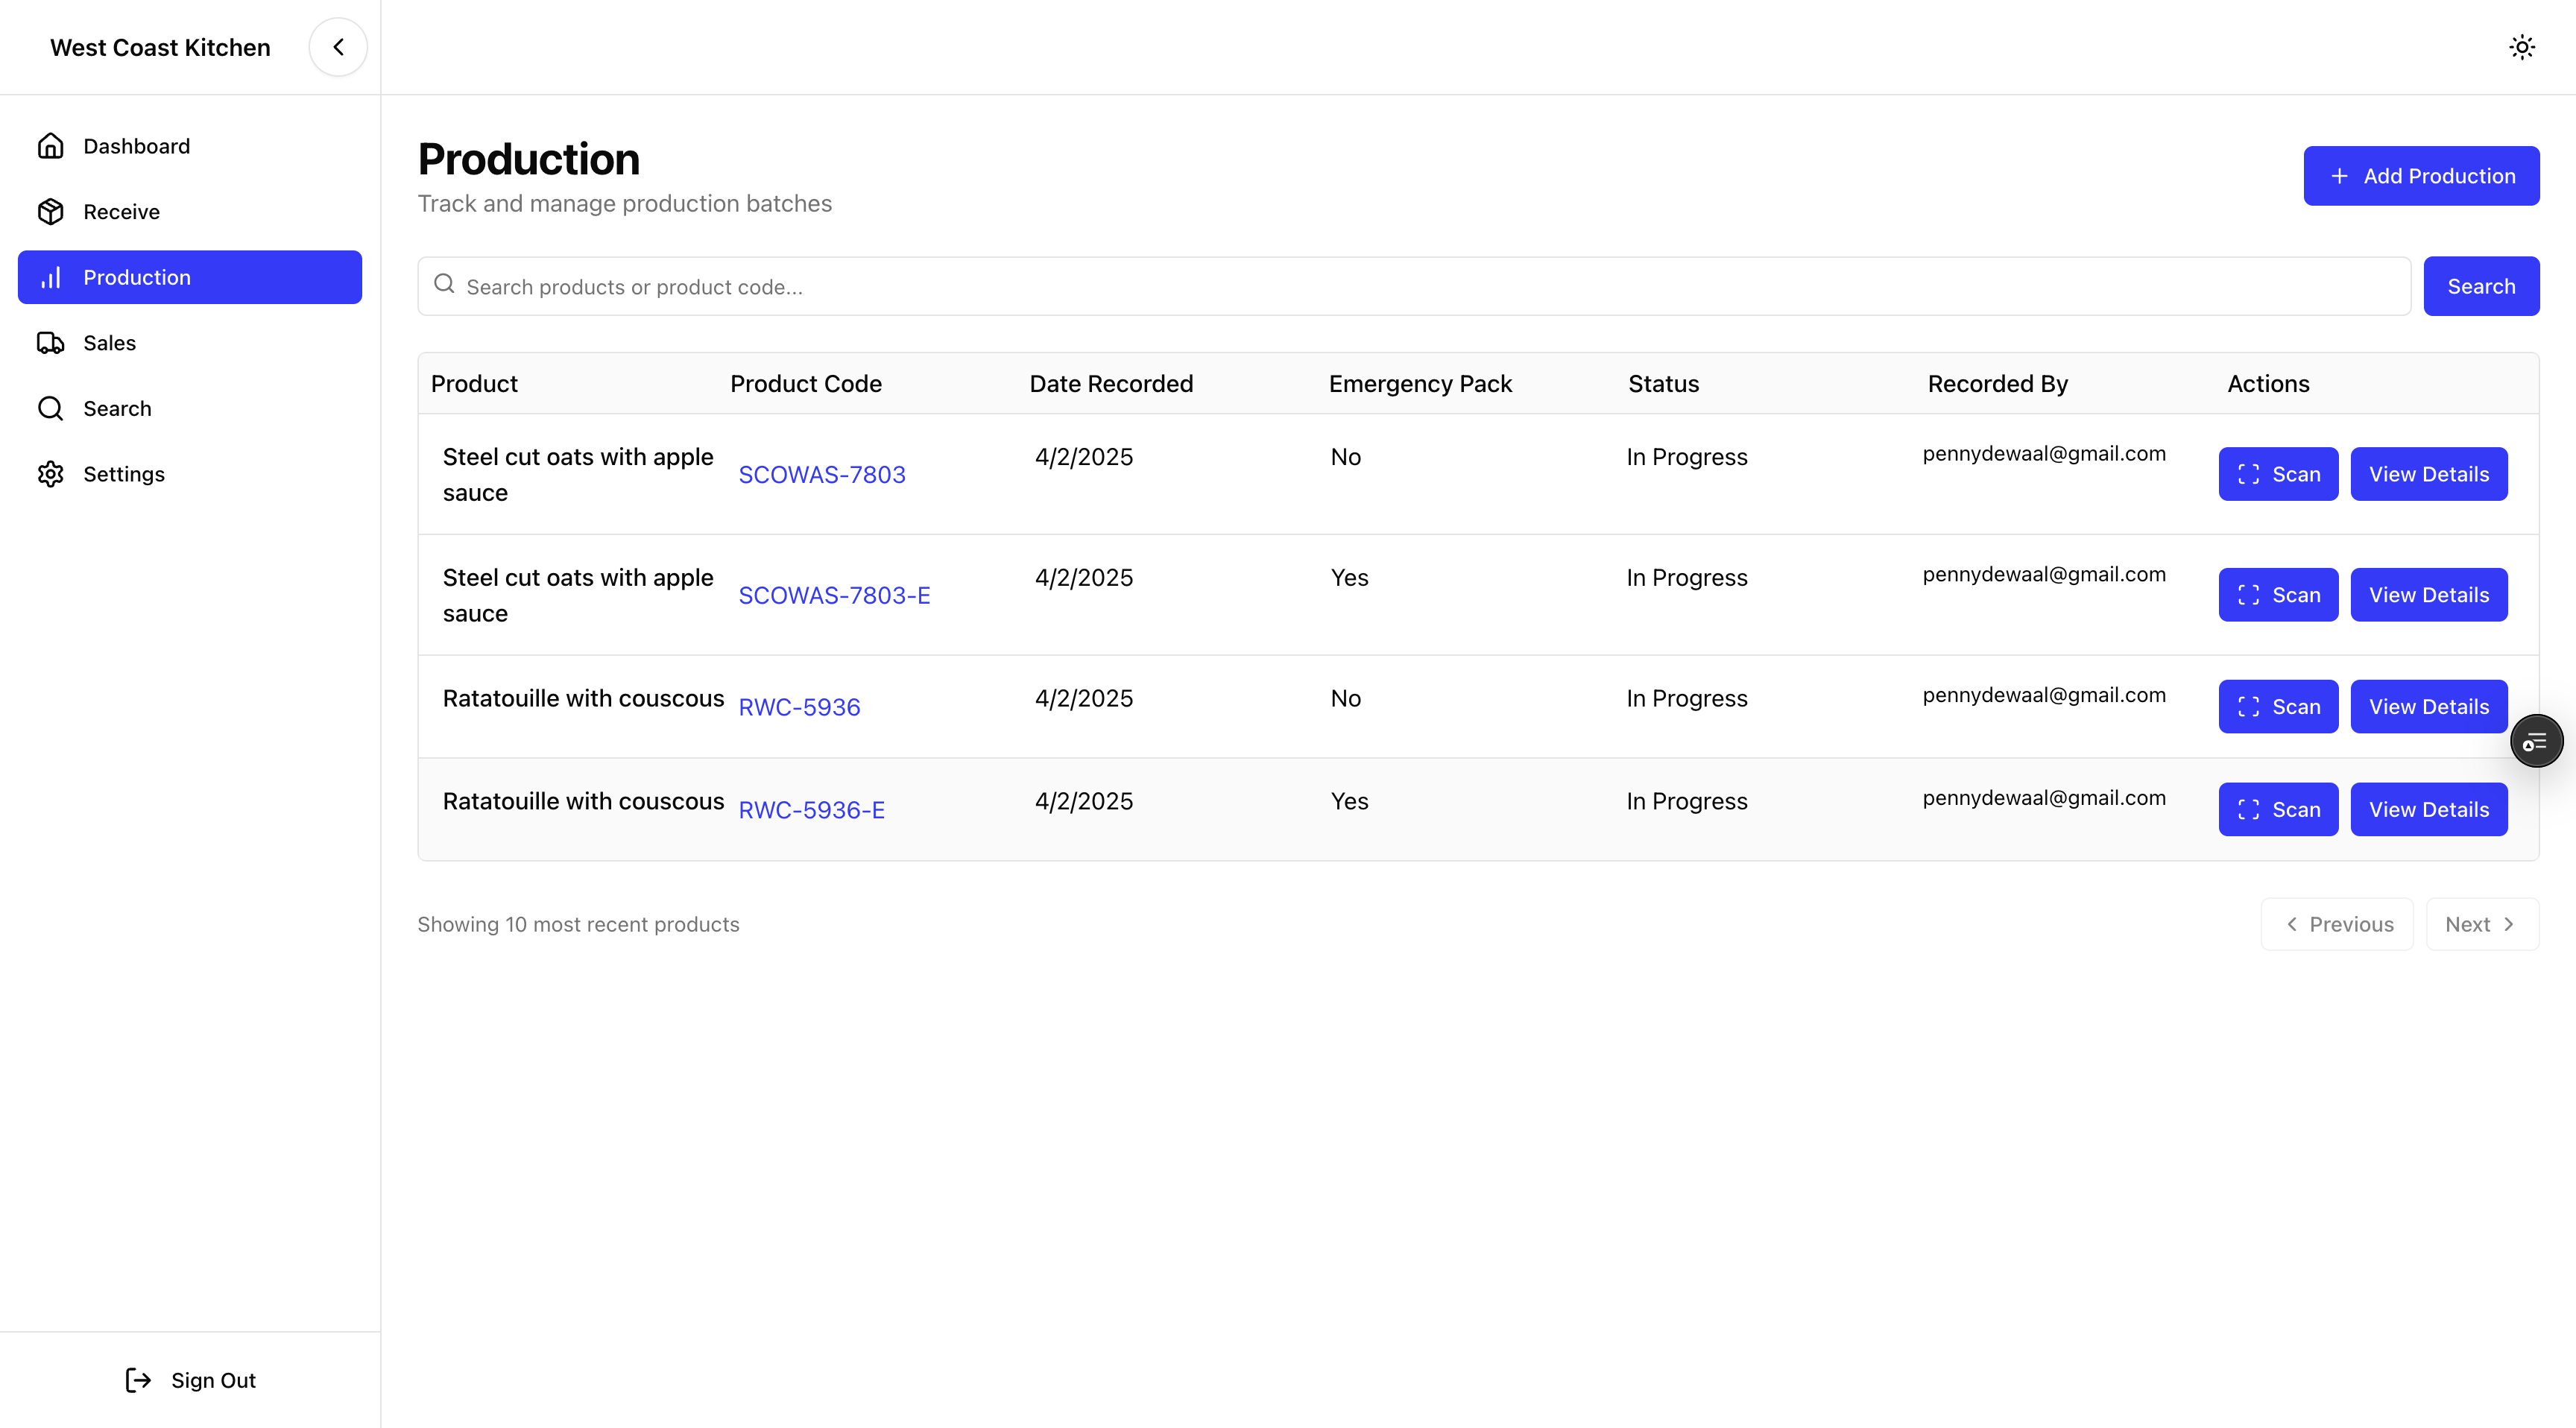 West Coast Kitchen
Dashboard
Receive
Production
Sales
Search
Settings
Sign Out
Production
Track and manage production batches
Add Production
Search products or product code...
Search
Product Product Code Date Recorded Emergency Pack Status Recorded By Actions
Steel cut oats with apple
sauce
SCOWAS-7803 4/2/2025 No In Progress pennydewaal@gmail.com Scan View Details
Steel cut oats with apple
sauce
SCOWAS-7803-E 4/2/2025 Yes In Progress pennydewaal@gmail.com Scan View Details
Ratatouille with couscous RWC-5936 4/2/2025 No In Progress pennydewaal@gmail.com Scan View Details
Ratatouille with couscous RWC-5936-E 4/2/2025 Yes In Progress pennydewaal@gmail.com Scan View Details
Showing 10 most recent products
Previous Next